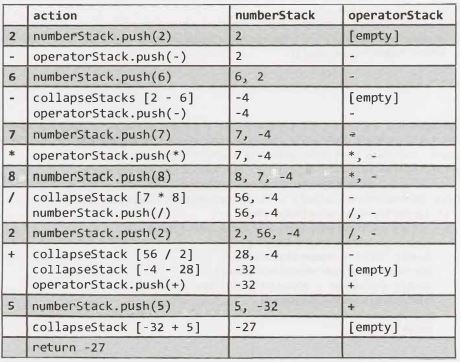 action numberStack operatorStack
2 numberStack.push(2) 2 [empty]
- operatorStack.push(-) 2 -
6 numberStack.push(6) 6, 2 -
- collapseStacks [2 - 6] -4 [empty]
operatorStack.push(-) -4 -
7 numberStack.push(7) 7, -4 -
* operatorStack.push(*) 7, -4 *, -
8 numberStack.push(8) 8, 7, -4 *, -
/ collapseStack [7 * 8] 56, -4 -
numberStack.push(/) 56, -4 /, -
2 numberStack.push(2) 2, 56, -4 /, -
+ collapseStack [56 / 2] 28, -4 -
collapseStack [-4 - 28] -32 [empty]
operatorStack.push(+) -32 +
5 numberStack.push(5) 5, -32 +
collapseStack [-32 + 5] -27 [empty]
return -27